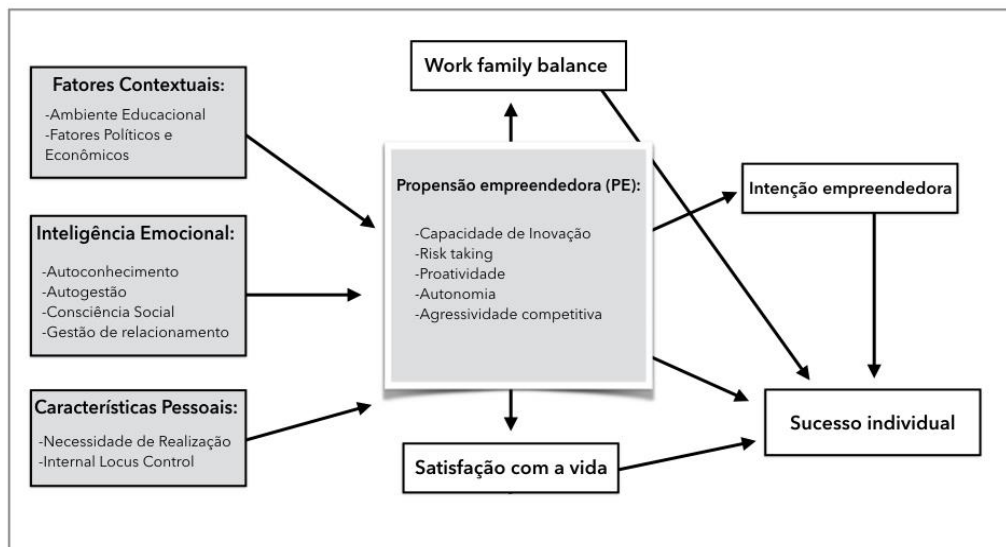 Fatores Contextuais:
-Ambiente Educacional
-Fatores Políticos e
Econômicos
Inteligência Emocional:
-Autoconhecimento
-Autogestão
-Consciência Social
-Gestão de relacionamento
Características Pessoais:
-Necessidade de Realização
-Internal Locus Control
Work family balance
Propensão empreendedora (PE):
-Capacidade de Inovação
-Risk taking
-Proatividade
-Autonomia
-Agressividade competitiva
Satisfação com a vida
Intenção empreendedora
Sucesso individual